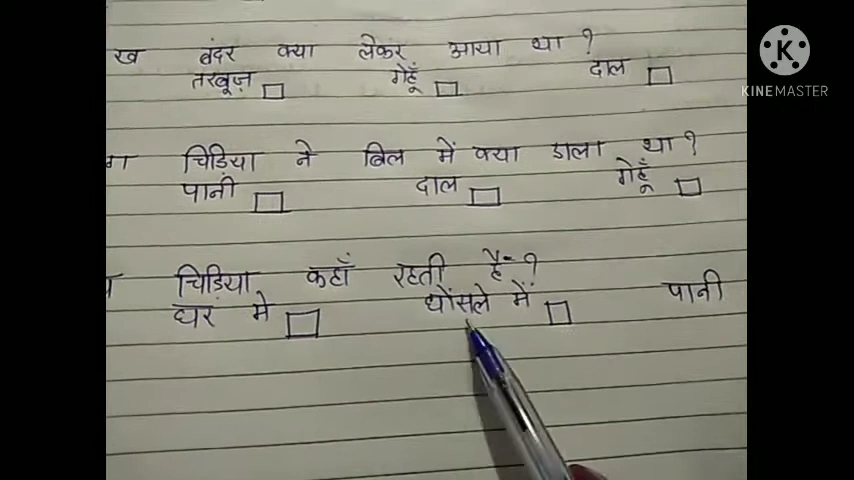 ख बंदर क्या लेकर आया था ?
तरबूज़ गेहूँ दाल
ग चिड़िया ने बिल में क्या डाला था ?
पानी दाल गेहूँ
चिड़िया कहाँ रहती है- ?
घर मे घोंसले में पानी
K
KINEMASTER